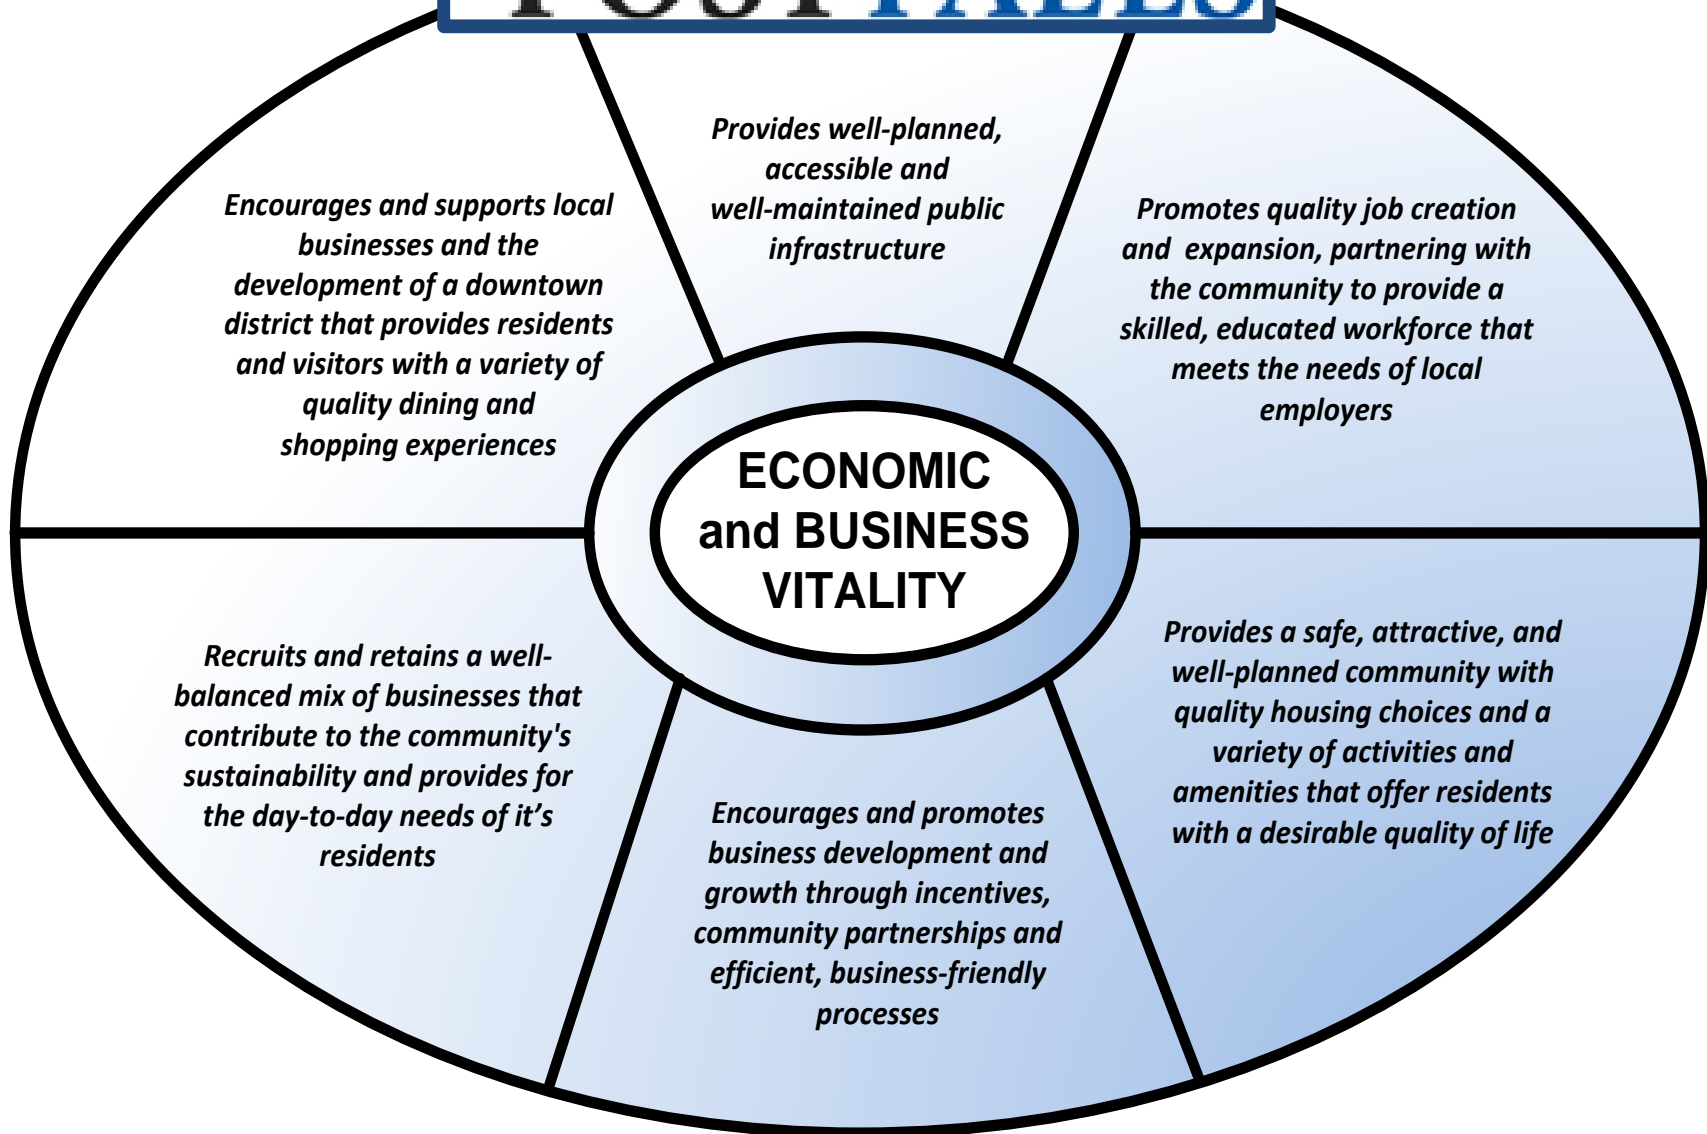 POST FALLS
Provides well-planned,
accessible and
well-maintained public
infrastructure
Encourages and supports local
businesses and the
development of a downtown
district that provides residents
and visitors with a variety of
quality dining and
shopping experiences
Promotes quality job creation
and expansion, partnering with
the community to provide a
skilled, educated workforce that
meets the needs of local
employers
ECONOMIC
and BUSINESS
VITALITY
Recruits and retains a well-
balanced mix of businesses that
contribute to the community's
sustainability and provides for
the day-to-day needs of it’s
residents
Encourages and promotes
business development and
growth through incentives,
community partnerships and
efficient, business-friendly
processes
Provides a safe, attractive, and
well-planned community with
quality housing choices and a
variety of activities and
amenities that offer residents
with a desirable quality of life